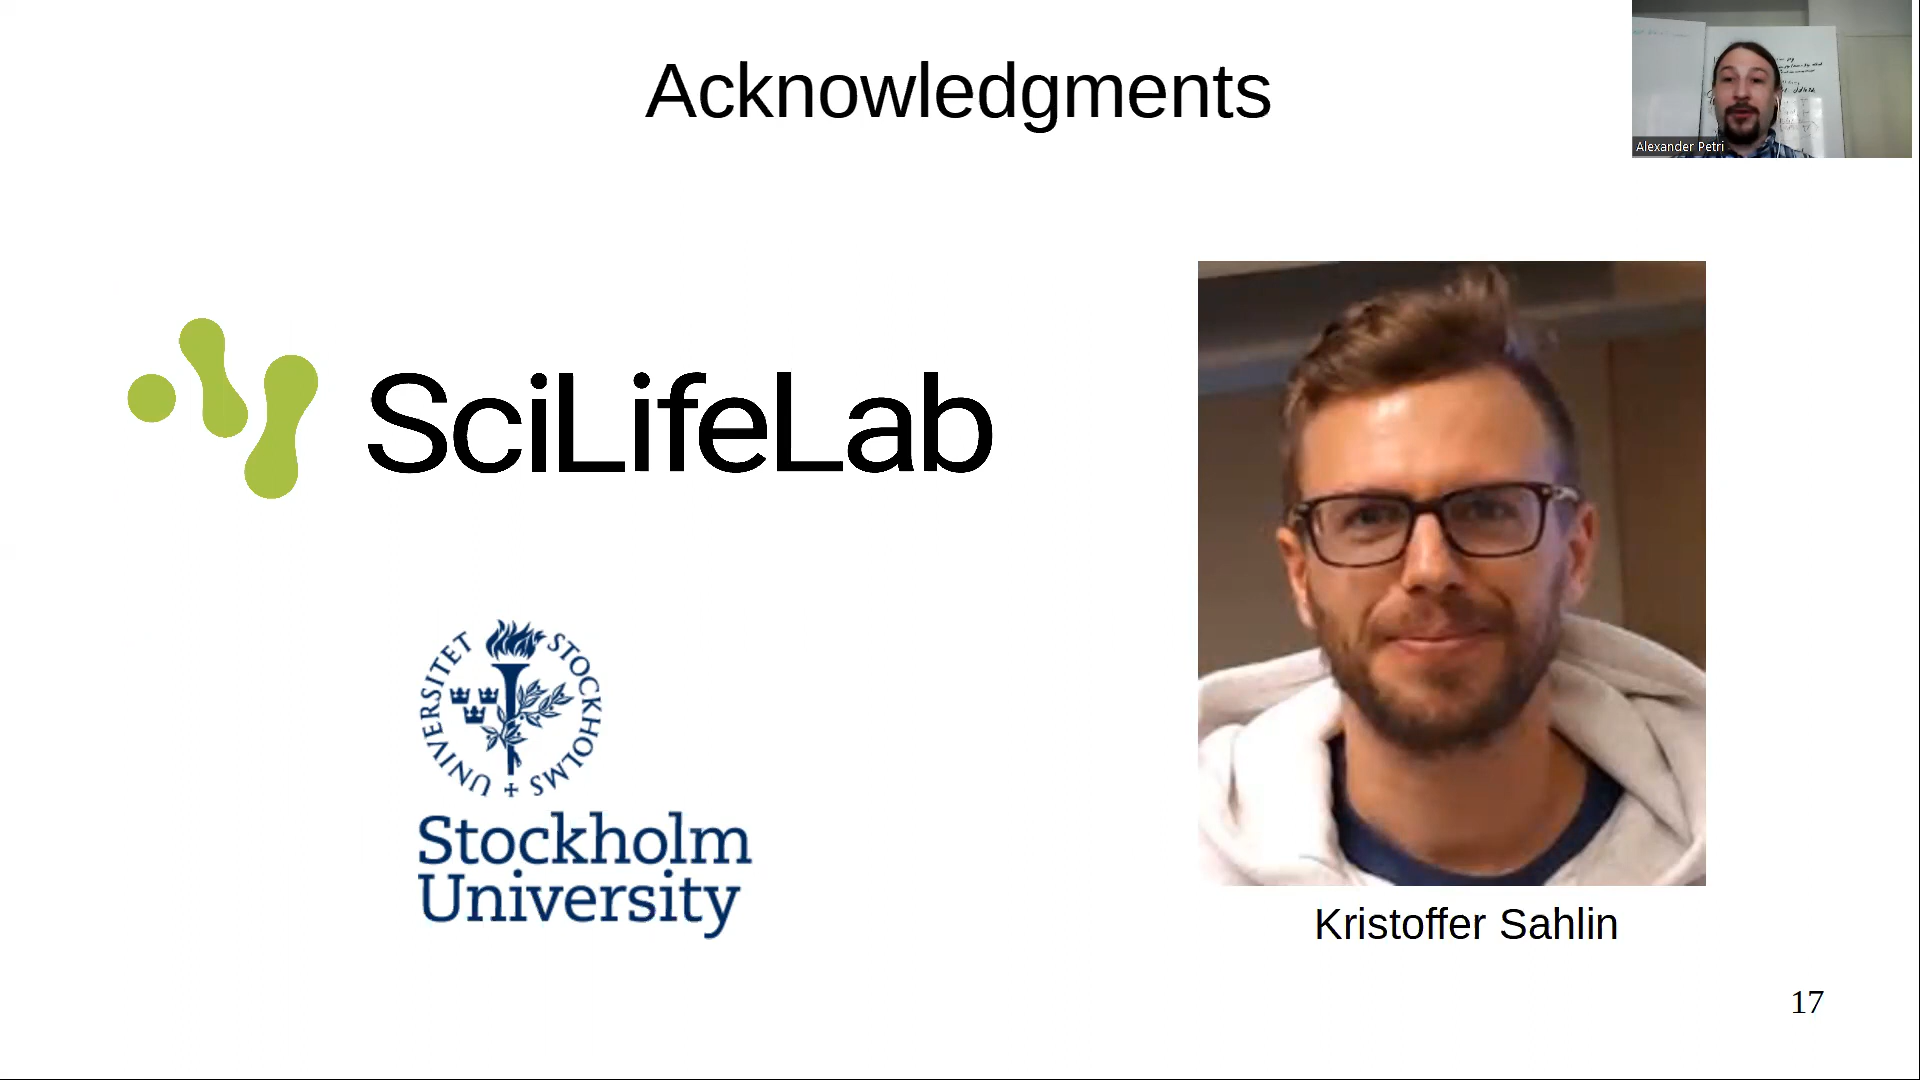 Acknowledgments
Alexander Petri
SciLifeLab
UNIVERSITET STOCKHOLMS
Stockholm
University
Kristoffer Sahlin
17